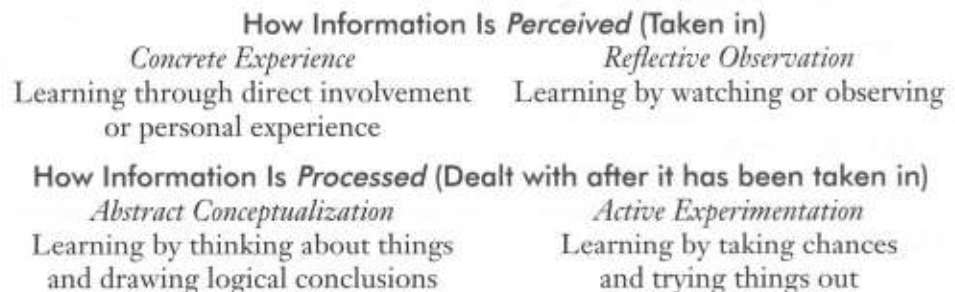 How Information Is Perceived (Taken in)
Concrete Experience
Learning through direct involvement
or personal experience
Reflective Observation
Learning by watching or observing
How Information Is Processed (Dealt with after it has been taken in)
Abstract Conceptualization
Learning by thinking about things
and drawing logical conclusions
Active Experimentation
Learning by taking chances
and trying things out